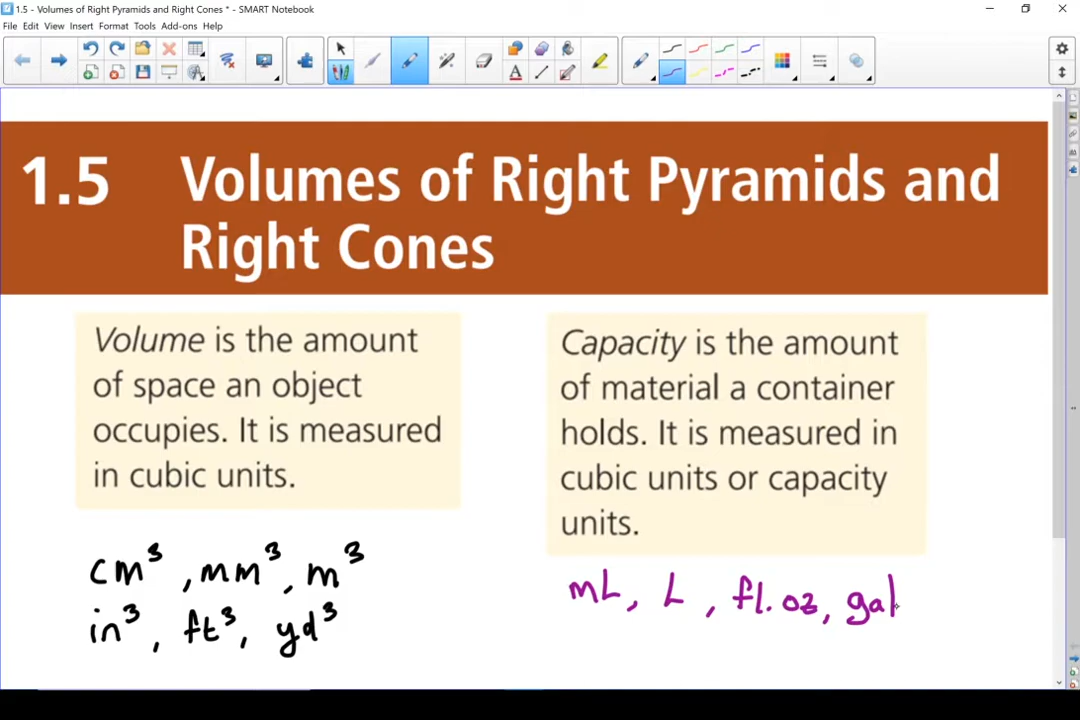 1.5 - Volumes of Right Pyramids and Right Cones * - SMART Notebook
File Edit View Insert Format Tools Add-ons Help
1.5 Volumes of Right Pyramids and
Right Cones
Volume is the amount
of space an object
occupies. It is measured
in cubic units.
Capacity is the amount
of material a container
holds. It is measured in
cubic units or capacity
units.
cm³, mm³, m³
in³, ft³, yd³
mL, L, fl. oz, gal